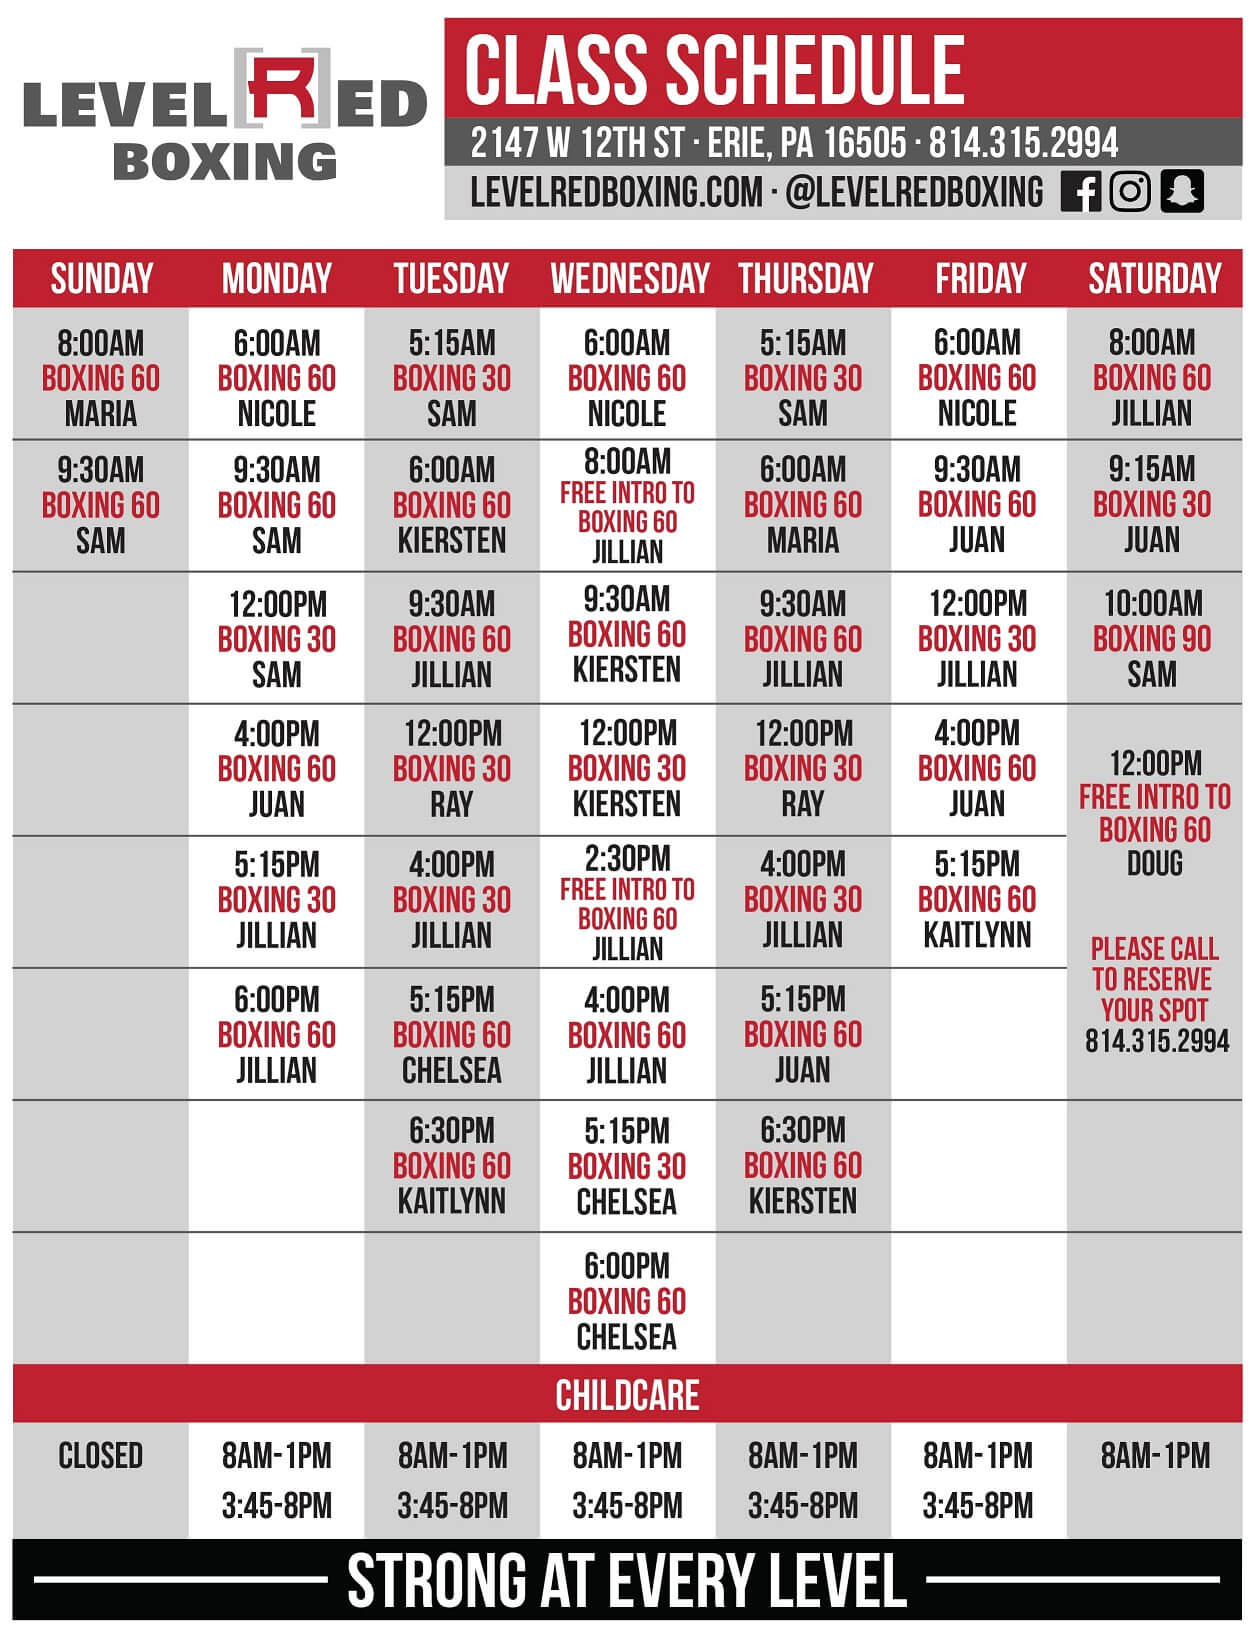 LEVEL RED
BOXING
CLASS SCHEDULE
2147 W 12TH ST · ERIE, PA 16505 · 814.315.2994
LEVELREDBOXING.COM · @LEVELREDBOXING
SUNDAY MONDAY TUESDAY WEDNESDAY THURSDAY FRIDAY SATURDAY
8:00AM
BOXING 60
MARIA
6:00AM
BOXING 60
NICOLE
5:15AM
BOXING 30
SAM
6:00AM
BOXING 60
NICOLE
5:15AM
BOXING 30
SAM
6:00AM
BOXING 60
NICOLE
8:00AM
BOXING 60
JILLIAN
9:30AM
BOXING 60
SAM
9:30AM
BOXING 60
SAM
6:00AM
BOXING 60
KIERSTEN
8:00AM
FREE INTRO TO
BOXING 60
JILLIAN
6:00AM
BOXING 60
MARIA
9:30AM
BOXING 60
JUAN
9:15AM
BOXING 30
JUAN
12:00PM
BOXING 30
SAM
9:30AM
BOXING 60
JILLIAN
9:30AM
BOXING 60
KIERSTEN
9:30AM
BOXING 60
JILLIAN
12:00PM
BOXING 30
JILLIAN
10:00AM
BOXING 90
SAM
4:00PM
BOXING 60
JUAN
12:00PM
BOXING 30
RAY
12:00PM
BOXING 30
KIERSTEN
12:00PM
BOXING 30
RAY
4:00PM
BOXING 60
JUAN
12:00PM
FREE INTRO TO
BOXING 60
DOUG
PLEASE CALL
TO RESERVE
YOUR SPOT
814.315.2994
5:15PM
BOXING 30
JILLIAN
4:00PM
BOXING 30
JILLIAN
2:30PM
FREE INTRO TO
BOXING 60
JILLIAN
4:00PM
BOXING 30
JILLIAN
5:15PM
BOXING 60
KAITLYNN
6:00PM
BOXING 60
JILLIAN
5:15PM
BOXING 60
CHELSEA
4:00PM
BOXING 60
JILLIAN
5:15PM
BOXING 60
JUAN
6:30PM
BOXING 60
KAITLYNN
5:15PM
BOXING 30
CHELSEA
6:30PM
BOXING 60
KIERSTEN
6:00PM
BOXING 60
CHELSEA
CHILDCARE
CLOSED 8AM-1PM 8AM-1PM 8AM-1PM 8AM-1PM 8AM-1PM 8AM-1PM
3:45-8PM 3:45-8PM 3:45-8PM 3:45-8PM 3:45-8PM
STRONG AT EVERY LEVEL